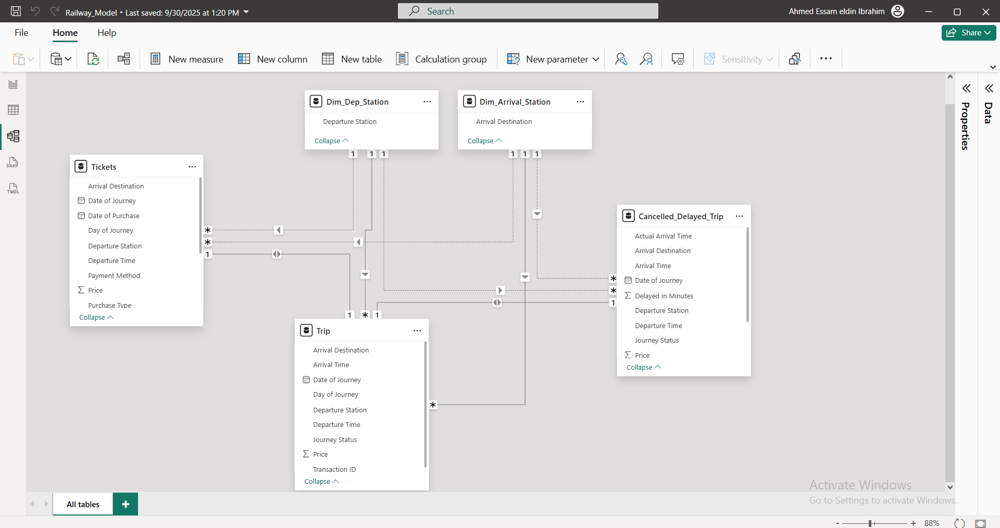 Railway_Model • Last saved: 9/30/2025 at 1:20 PM
Search
Ahmed Essam eldin Ibrahim
File
Home
Help
Share
New measure
New column
New table
Calculation group
New parameter
Sensitivity
Dim_Dep_Station
Departure Station
Collapse
1 1 1
Dim_Arrival_Station
Arrival Destination
Collapse
1 1 1
Tickets
Arrival Destination
Date of Journey
Date of Purchase
Day of Journey
Departure Station
Departure Time
Payment Method
Price
Purchase Type
Collapse
*
*
1
Cancelled_Delayed_Trip
Actual Arrival Time
Arrival Destination
Arrival Time
Date of Journey
Delayed in Minutes
Departure Station
Departure Time
Journey Status
Price
Collapse
*
*
1
1 * 1
Trip
Arrival Destination
Arrival Time
Date of Journey
Day of Journey
Departure Station
Departure Time
Journey Status
Price
Transaction ID
Collapse
*
Properties
Data
DAX
TMDL
Activate Windows
Go to Settings to activate Windows.
All tables
+
- + 88%